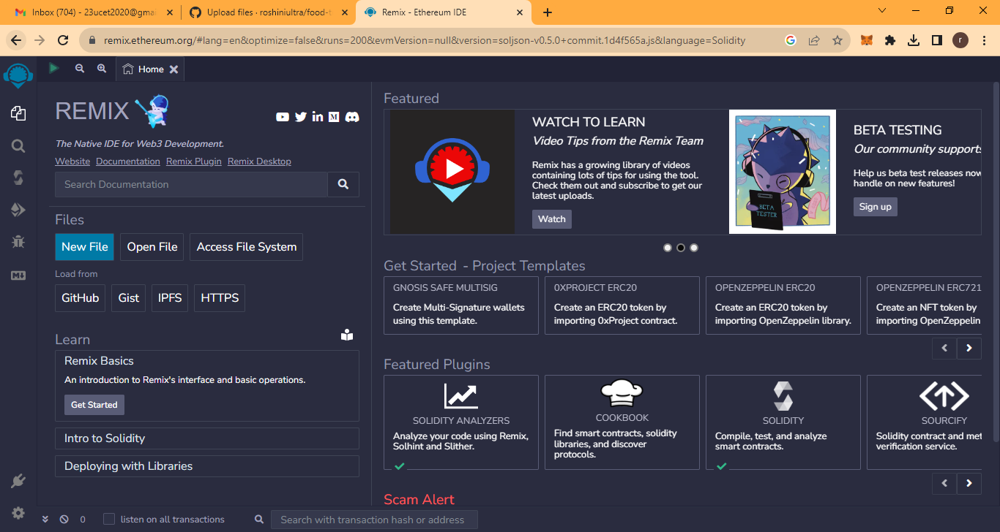 Inbox (704) - 23ucet2020@gmai
Upload files · roshiniultra/food-t
Remix - Ethereum IDE
remix.ethereum.org/#lang=en&optimize=false&runs=200&evmVersion=null&version=soljson-v0.5.0+commit.1d4f565a.js&language=Solidity
r
Home
REMIX
The Native IDE for Web3 Development.
Website Documentation Remix Plugin Remix Desktop
Search Documentation
Files
New File Open File Access File System
Load from
GitHub Gist IPFS HTTPS
Learn
Remix Basics
An introduction to Remix's interface and basic operations.
Get Started
Intro to Solidity
Deploying with Libraries
Featured
WATCH TO LEARN
Video Tips from the Remix Team
Remix has a growing library of videos
containing lots of tips for using the tool.
Check them out and subscribe to get our
latest uploads.
Watch
BETA
TESTER
BETA TESTING
Our community supports
Help us beta test releases now
handle on new features!
Sign up
Get Started - Project Templates
GNOSIS SAFE MULTISIG
Create Multi-Signature wallets
using this template.
0XPROJECT ERC20
Create an ERC20 token by
importing 0xProject contract.
OPENZEPPELIN ERC20
Create an ERC20 token by
importing OpenZeppelin library.
OPENZEPPELIN ERC721
Create an NFT token by
importing OpenZeppelin
Featured Plugins
SOLIDITY ANALYZERS
Analyze your code using Remix,
Solhint and Slither.
COOKBOOK
Find smart contracts, solidity
libraries, and discover
protocols.
SOLIDITY
Compile, test, and analyze
smart contracts.
SOURCIFY
Solidity contract and met
verification service.
Scam Alert
0 listen on all transactions Search with transaction hash or address